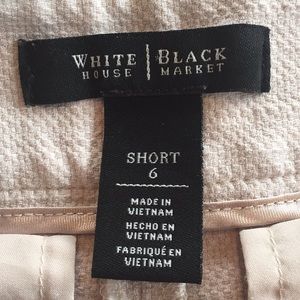 WHITE | BLACK
HOUSE | MARKET
SHORT
6
MADE IN
VIETNAM
HECHO EN
VIETNAM
FABRIQUÉ EN
VIETNAM